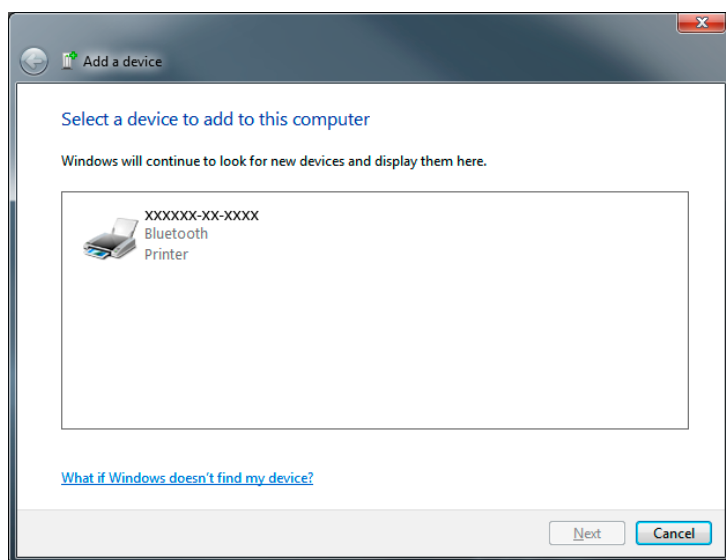 Add a device
Select a device to add to this computer
Windows will continue to look for new devices and display them here.
XXXXXX-XX-XXXX
Bluetooth
Printer
What if Windows doesn't find my device?
Next
Cancel